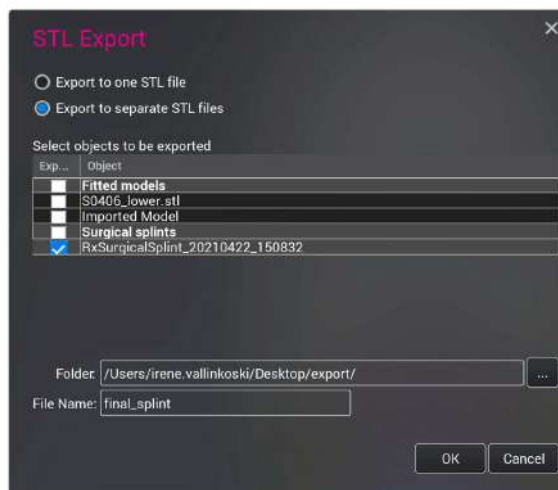 STL Export
Export to one STL file
Export to separate STL files
Select objects to be exported
Exp... Object
Fitted models
S0406_lower.stl
Imported Model
Surgical splints
RxSurgicalSplint_20210422_150832
Folder: /Users/irene.vallinkoski/Desktop/export/ ...
File Name: final_splint
OK Cancel